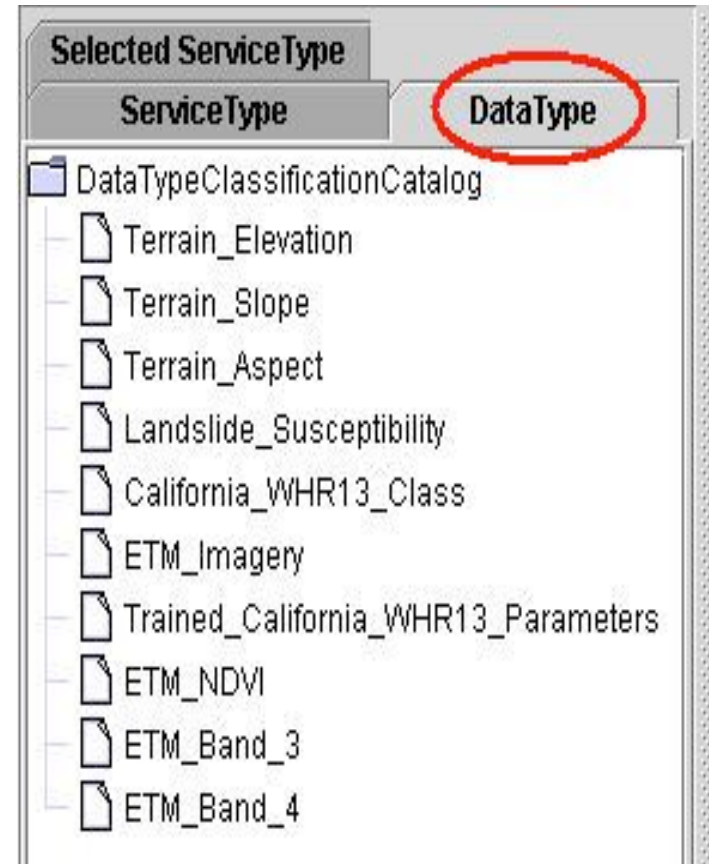 Selected ServiceType
ServiceType DataType
DataTypeClassificationCatalog
Terrain_Elevation
Terrain_Slope
Terrain_Aspect
Landslide_Susceptibility
California_WHR13_Class
ETM_Imagery
Trained_California_WHR13_Parameters
ETM_NDVI
ETM_Band_3
ETM_Band_4